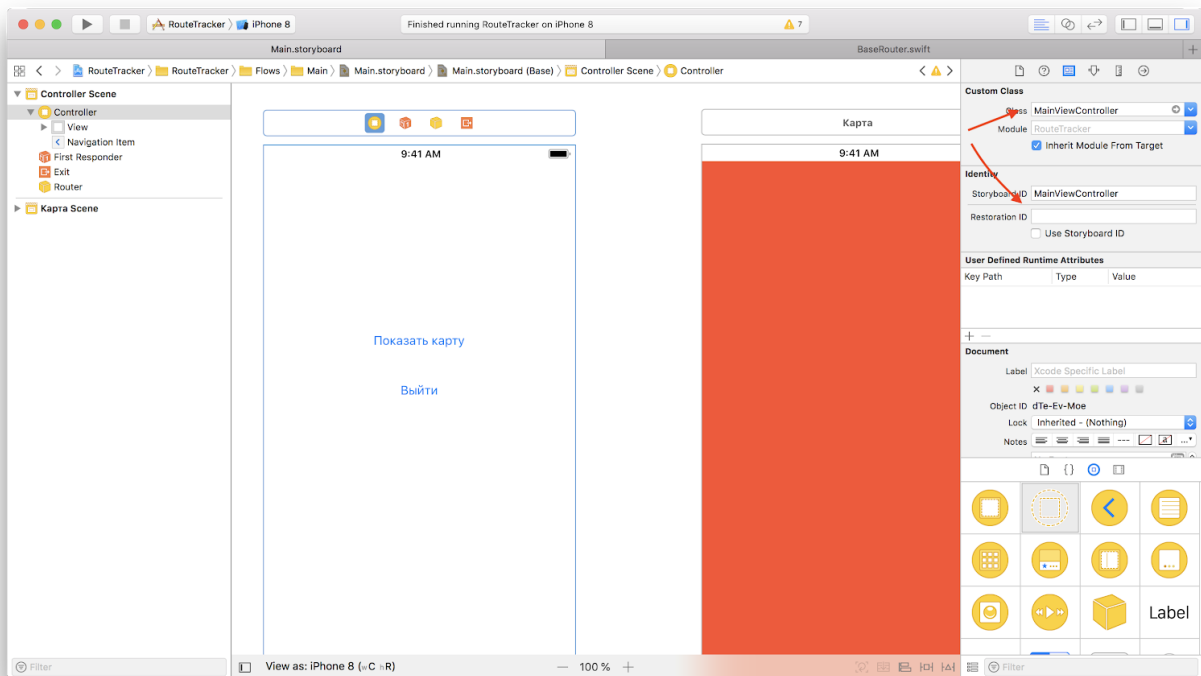 RouteTracker
iPhone 8
Finished running RouteTracker on iPhone 8
7
Main.storyboard
BaseRouter.swift
RouteTracker
RouteTracker
Flows
Main
Main.storyboard
Main.storyboard (Base)
Controller Scene
Controller
Controller Scene
Controller
View
Navigation Item
First Responder
Exit
Router
Карта Scene
Filter
9:41 AM
Показать карту
Выйти
Карта
9:41 AM
View as: iPhone 8 (wC hR)
100 %
Custom Class
Class
MainViewController
Module
RouteTracker
Inherit Module From Target
Identity
Storyboard ID
MainViewController
Restoration ID
Use Storyboard ID
User Defined Runtime Attributes
Key Path
Type
Value
Document
Label
Xcode Specific Label
Object ID
dTe-Ev-Moe
Lock
Inherited - (Nothing)
Notes
Label
Filter